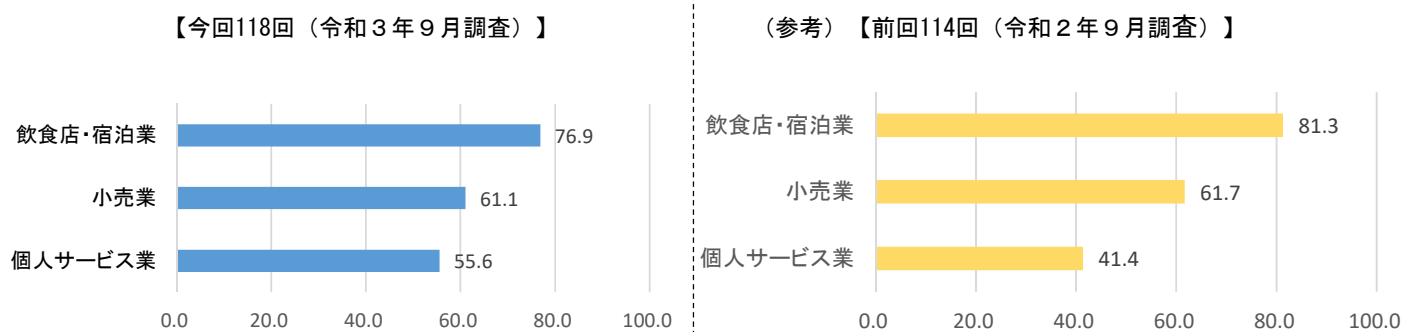 【今回118回（令和３年９月調査）】
飲食店・宿泊業
76.9
小売業
61.1
個人サービス業
55.6
0.0 20.0 40.0 60.0 80.0 100.0
（参考）【前回114回（令和２年９月調査）】
飲食店・宿泊業
81.3
小売業
61.7
個人サービス業
41.4
0.0 20.0 40.0 60.0 80.0 100.0